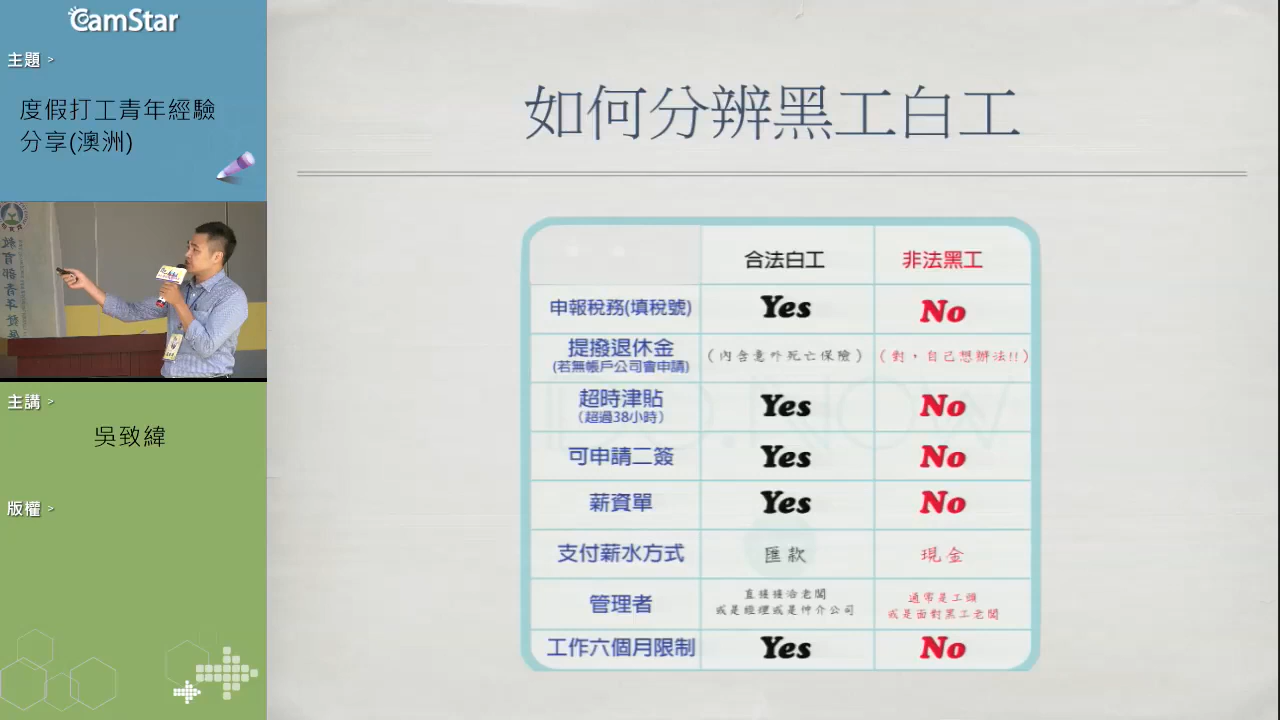 CamStar
主題 >
度假打工青年經驗
分享(澳洲)
教育部青年發展
主講 >
吳致緯
版權 >
如何分辨黑工白工
合法白工 非法黑工
申報稅務(填稅號) Yes No
提撥退休金
(若無帳戶公司會申請) (內含意外死亡保險) (對，自己想辦法!!)
超時津貼
(超過38小時) Yes No
可申請二簽 Yes No
薪資單 Yes No
支付薪水方式 匯款 現金
管理者 直接接洽老闆
或是經理或是仲介公司 通常是工頭
或是面對黑工老闆
工作六個月限制 Yes No